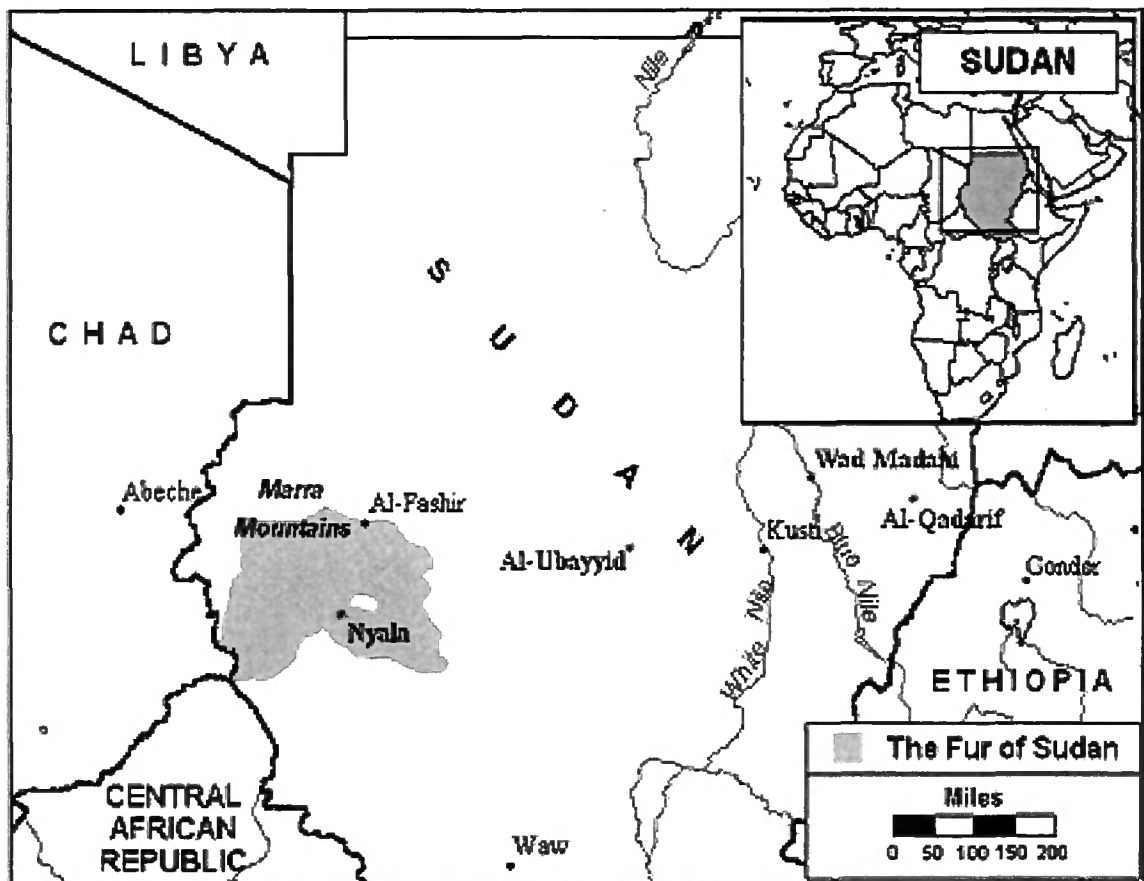 LIBYA
Nile
SUDAN
CHAD
SUDAN
Abeche
Marra
Mountains
Al-Fashir
Wad Madani
Al-Qadarif
Kusti
Al-Ubayyid
Gonder
Blue Nile
Nyala
White Nile
ETHIOPIA
The Fur of Sudan
CENTRAL
AFRICAN
REPUBLIC
Miles
0 50 100 150 200
Waw